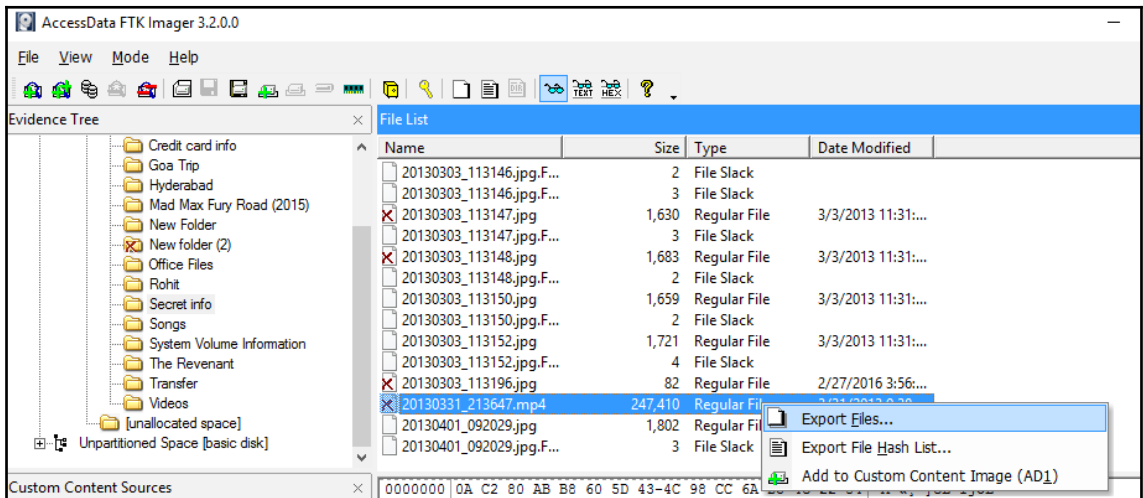 AccessData FTK Imager 3.2.0.0
File View Mode Help
TEXT HEX
Evidence Tree
Credit card info
Goa Trip
Hyderabad
Mad Max Fury Road (2015)
New Folder
New folder (2)
Office Files
Rohit
Secret info
Songs
System Volume Information
The Revenant
Transfer
Videos
[unallocated space]
Unpartitioned Space [basic disk]
Custom Content Sources
File List
Name Size Type Date Modified
20130303_113146.jpg.F... 2 File Slack
20130303_113146.jpg.F... 3 File Slack
20130303_113147.jpg 1,630 Regular File 3/3/2013 11:31:...
20130303_113147.jpg.F... 3 File Slack
20130303_113148.jpg 1,683 Regular File 3/3/2013 11:31:...
20130303_113148.jpg.F... 2 File Slack
20130303_113150.jpg 1,659 Regular File 3/3/2013 11:31:...
20130303_113150.jpg.F... 2 File Slack
20130303_113152.jpg 1,721 Regular File 3/3/2013 11:31:...
20130303_113152.jpg.F... 4 File Slack
20130303_113196.jpg 82 Regular File 2/27/2016 3:56:...
20130331_213647.mp4 247,410 Regular Fil
20130401_092029.jpg 1,802 Regular Fil
20130401_092029.jpg.F... 3 File Slack
Export Files...
Export File Hash List...
Add to Custom Content Image (AD1)
0000000 0A C2 80 AB B8 60 5D 43-4C 98 CC 6A